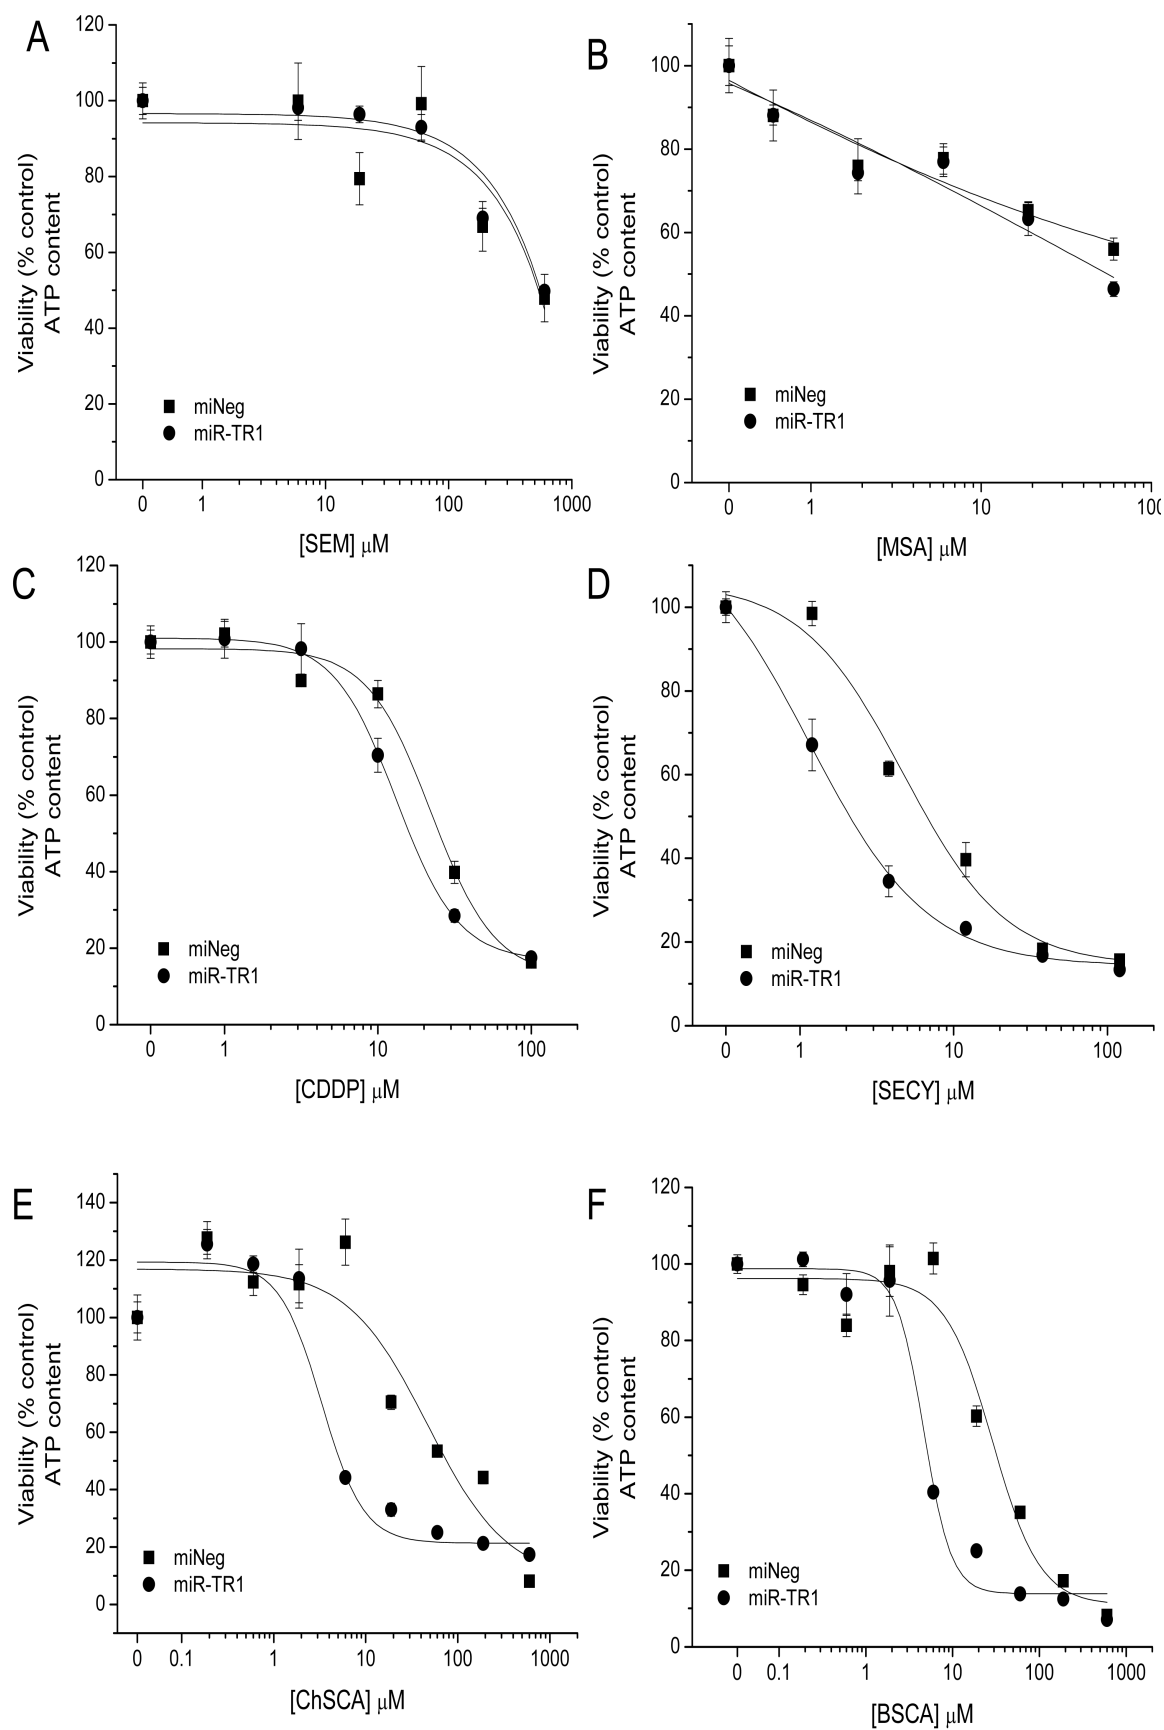 A
120
100
80
60
40
20
0
Viability (% control)
ATP content
miNeg
miR-TR1
0 1 10 100 1000
[SEM] μM
B
100
80
60
40
20
0
Viability (% control)
ATP content
miNeg
miR-TR1
0 1 10 100
[MSA] μM
C
120
100
80
60
40
20
0
Viability (% control)
ATP content
miNeg
miR-TR1
0 1 10 100
[CDDP] μM
D
100
80
60
40
20
0
Viability (% control)
ATP content
miNeg
miR-TR1
0 1 10 100
[SECY] μM
E
140
120
100
80
60
40
20
0
Viability (% control)
ATP content
miNeg
miR-TR1
0 0.1 1 10 100 1000
[ChSCA] μM
F
120
100
80
60
40
20
0
Viability (% control)
ATP content
miNeg
miR-TR1
0 0.1 1 10 100 1000
[BSCA] μM